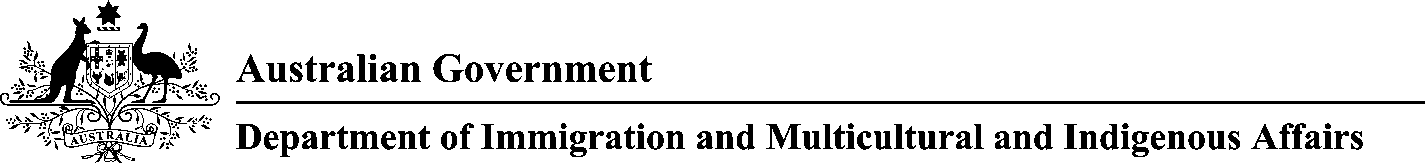 Australian Government
Department of Immigration and Multicultural and Indigenous Affairs
AUSTRALIA